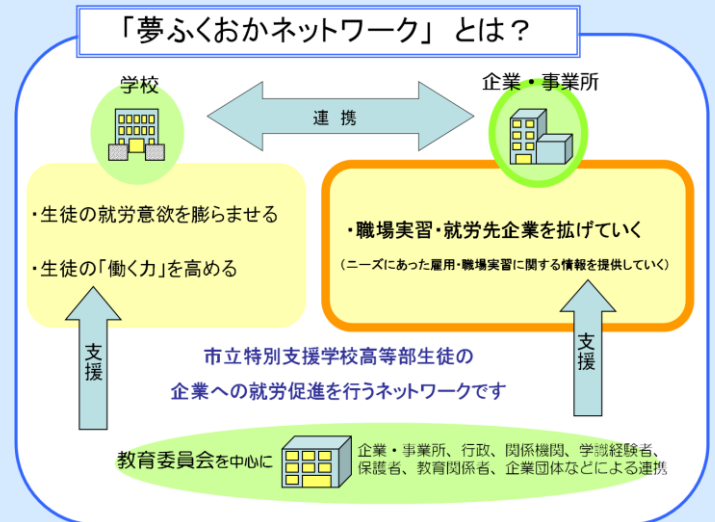 「夢ふくおかネットワーク」 とは？
学校
企業・事業所
連 携
・生徒の就労意欲を膨らませる
・生徒の「働く力」を高める
・職場実習・就労先企業を拡げていく
（ニーズにあった雇用・職場実習に関する情報を提供していく）
支援
支援
市立特別支援学校高等部生徒の
企業への就労促進を行うネットワークです
教育委員会を中心に
企業・事業所、行政、関係機関、学識経験者、
保護者、教育関係者、企業団体などによる連携